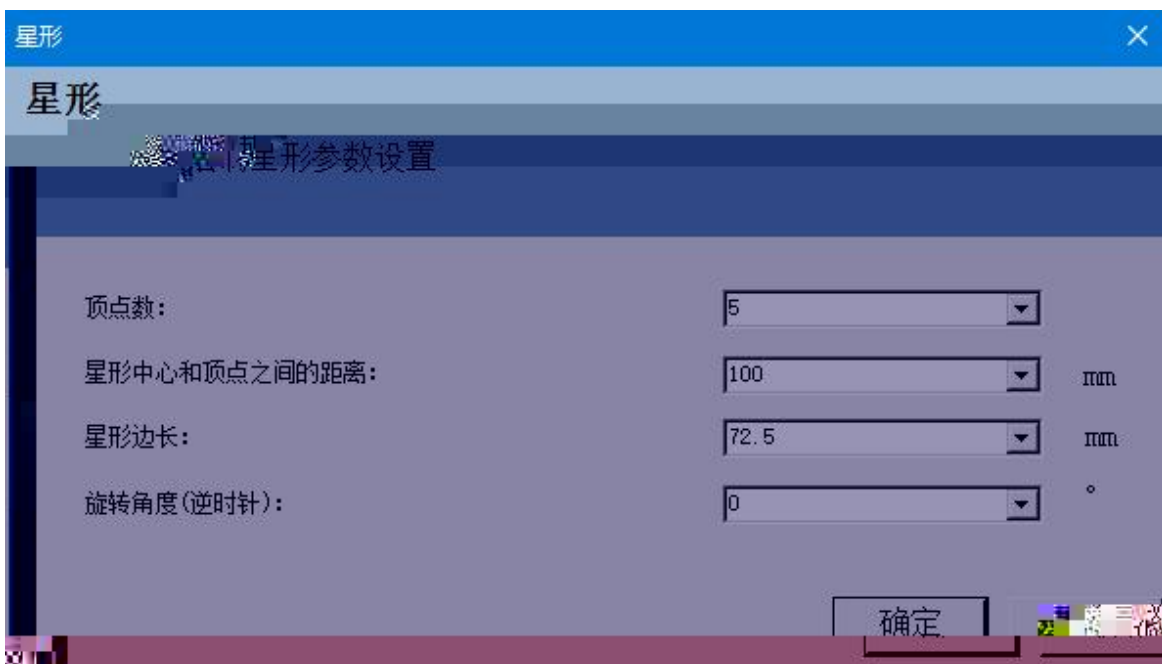 星形
星形
星形参数设置
顶点数: 5
星形中心和顶点之间的距离: 100 mm
星形边长: 72.5 mm
旋转角度(逆时针): 0 °
确定